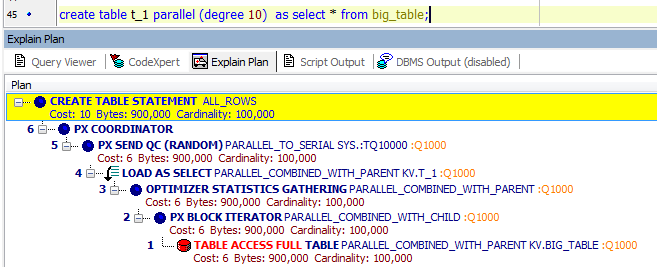 45 create table t_1 parallel (degree 10) as select * from big_table;
Explain Plan
Query Viewer CodeXpert Explain Plan Script Output DBMS Output (disabled)
Plan
CREATE TABLE STATEMENT ALL_ROWS
Cost: 10 Bytes: 900,000 Cardinality: 100,000
6 PX COORDINATOR
5 PX SEND QC (RANDOM) PARALLEL_TO_SERIAL SYS.:TQ10000 :Q1000
Cost: 6 Bytes: 900,000 Cardinality: 100,000
4 LOAD AS SELECT PARALLEL_COMBINED_WITH_PARENT KV.T_1 :Q1000
3 OPTIMIZER STATISTICS GATHERING PARALLEL_COMBINED_WITH_PARENT :Q1000
Cost: 6 Bytes: 900,000 Cardinality: 100,000
2 PX BLOCK ITERATOR PARALLEL_COMBINED_WITH_CHILD :Q1000
Cost: 6 Bytes: 900,000 Cardinality: 100,000
1 TABLE ACCESS FULL TABLE PARALLEL_COMBINED_WITH_PARENT KV.BIG_TABLE :Q1000
Cost: 6 Bytes: 900,000 Cardinality: 100,000